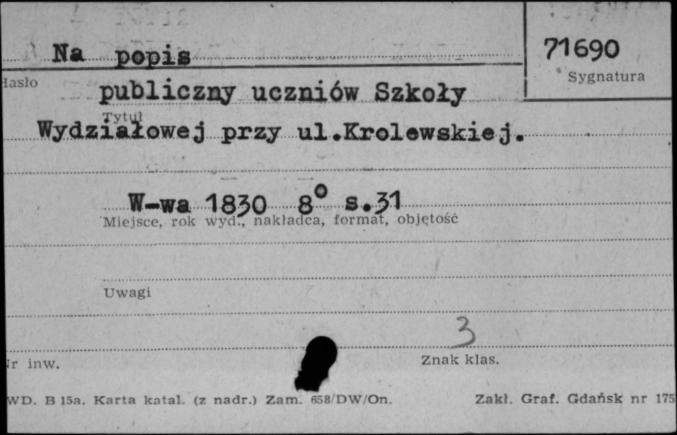 Na popis
71690
Hasło
Sygnatura
publiczny uczniów Szkoły
Tytuł
Wydziałowej przy ul.Krolewskiej.
W-wa 1830 8° s.31
Miejsce, rok wyd., nakładca, format, objętość
Uwagi
3
Nr inw.
Znak klas.
WD. B 15a. Karta katal. (z nadr.) Zam. 658/DW/On.
Zakł. Graf. Gdańsk nr 175